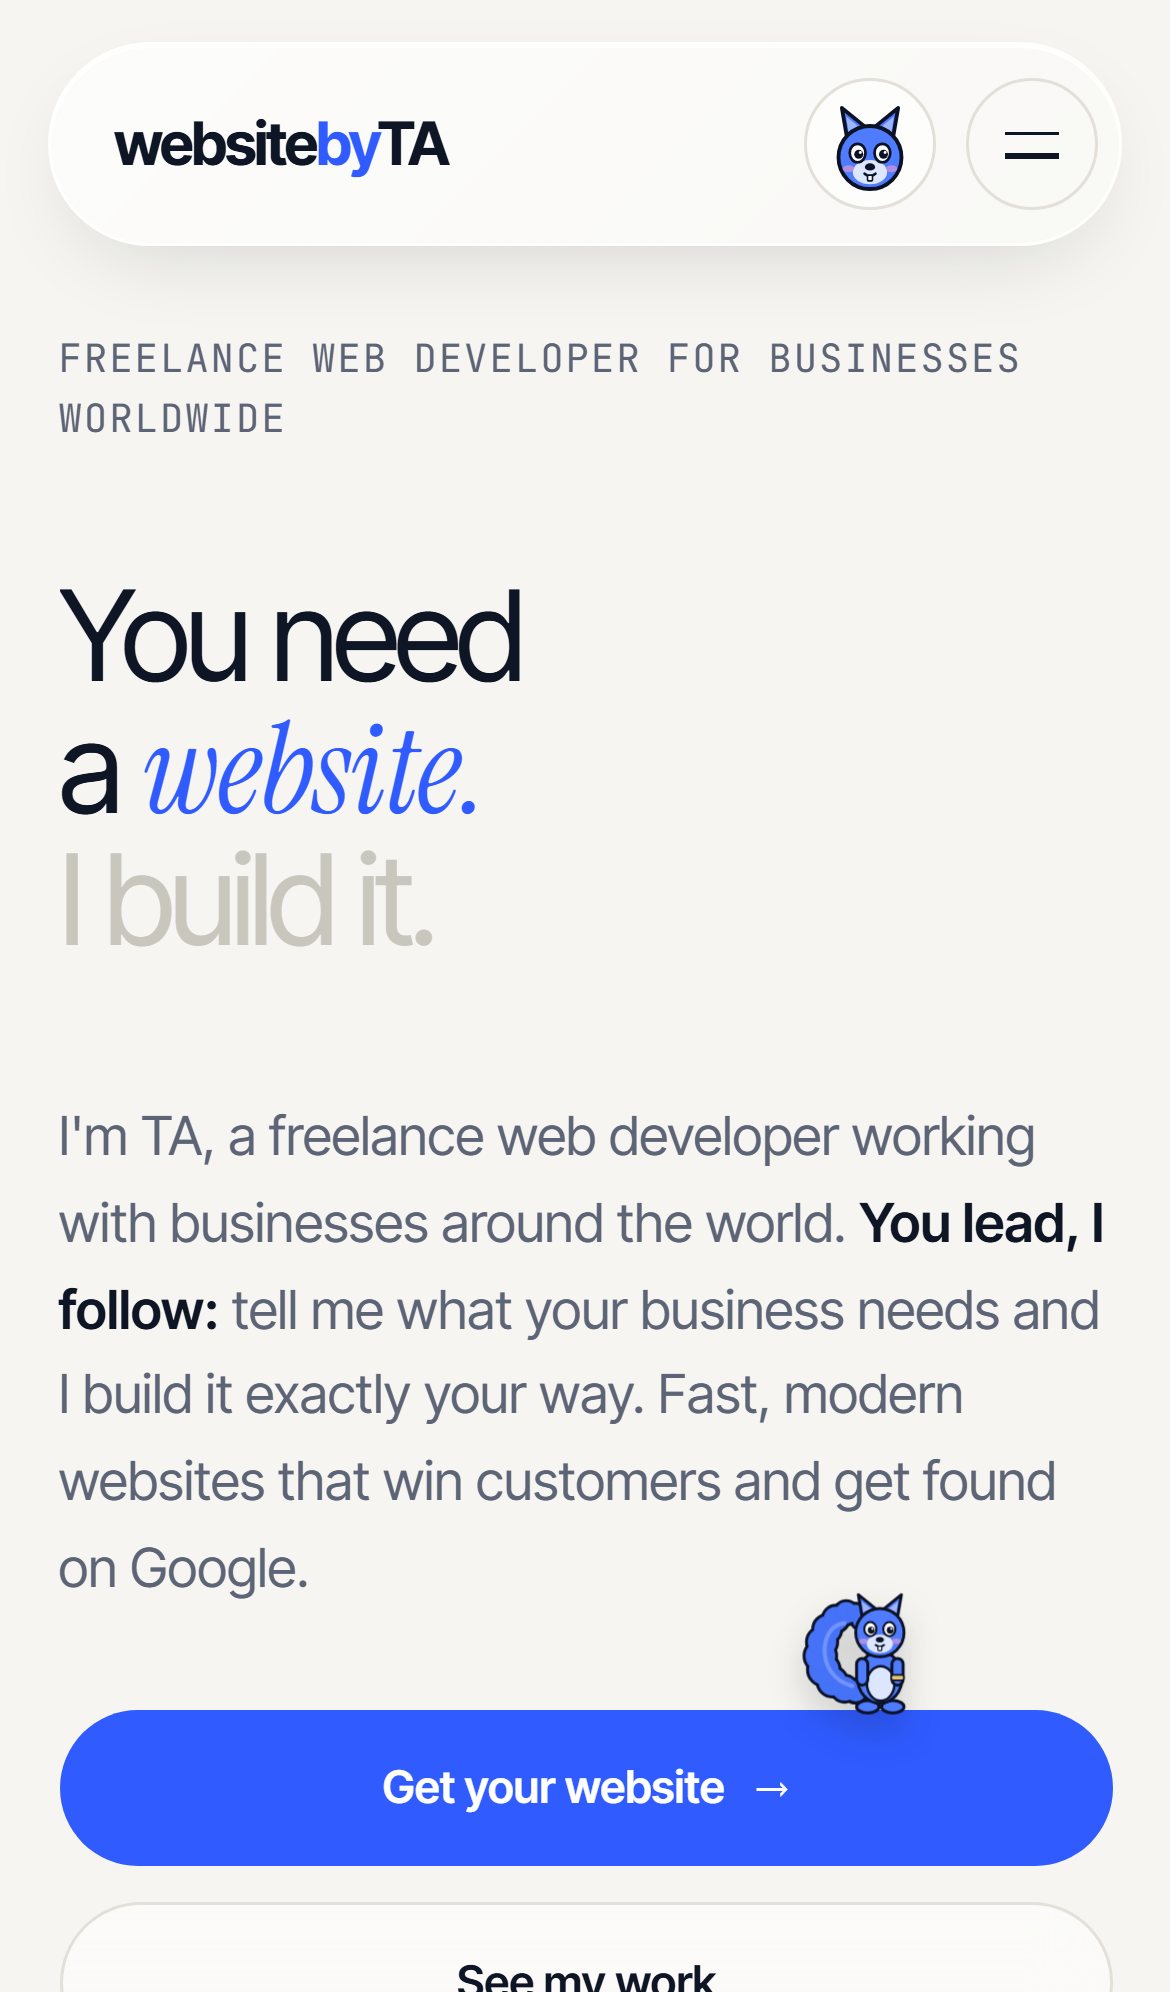 websitebyTA
FREELANCE WEB DEVELOPER FOR BUSINESSES
WORLDWIDE
You need
a website.
I build it.
I'm TA, a freelance web developer working
with businesses around the world. You lead, I
follow: tell me what your business needs and
I build it exactly your way. Fast, modern
websites that win customers and get found
on Google.
Get your website →
See my work